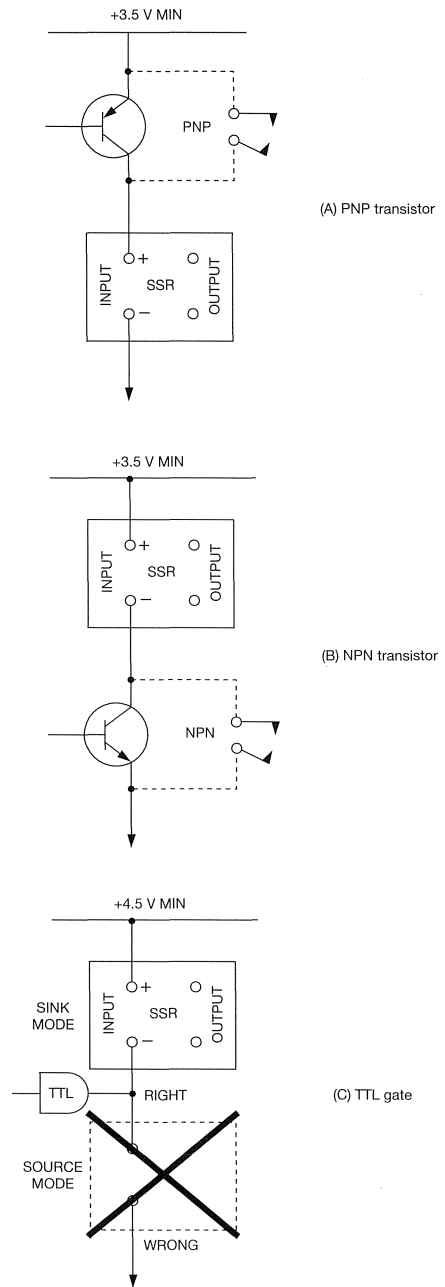 +3.5 V MIN
PNP
(A) PNP transistor
INPUT
+
SSR
−
OUTPUT
+3.5 V MIN
INPUT
+
SSR
−
OUTPUT
(B) NPN transistor
NPN
+4.5 V MIN
SINK
MODE
INPUT
+
SSR
−
OUTPUT
TTL
RIGHT
(C) TTL gate
SOURCE
MODE
WRONG